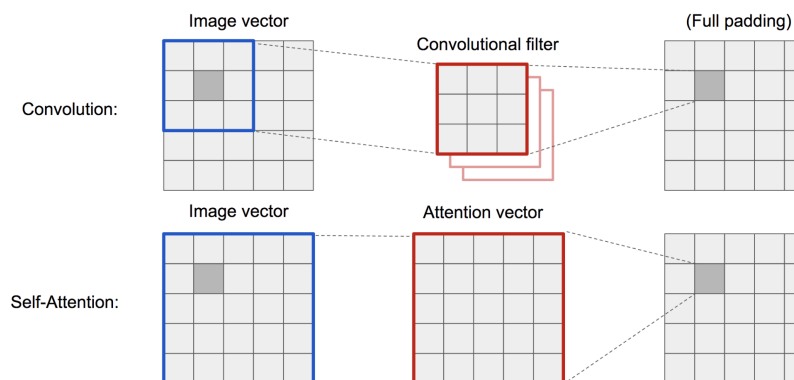 Image vector
Convolutional filter
(Full padding)
Convolution:
Image vector
Attention vector
Self-Attention: